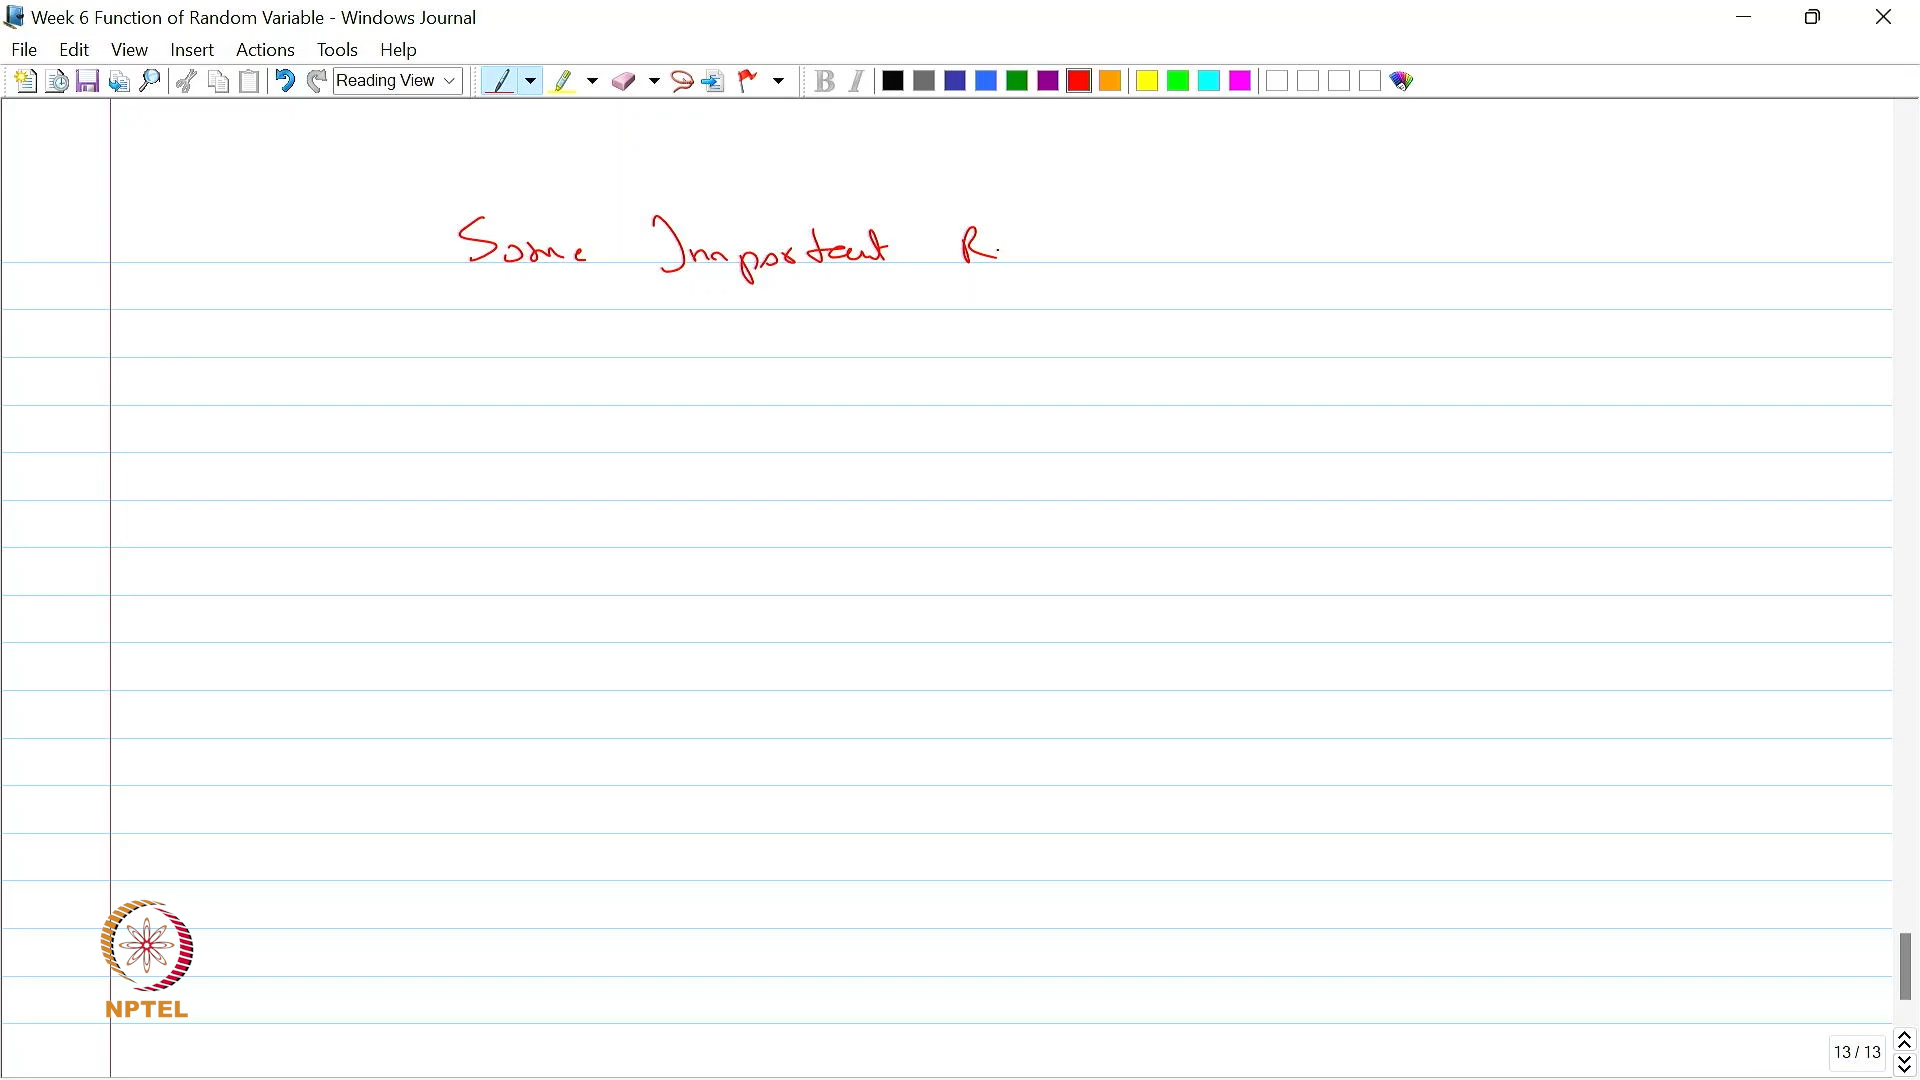 Week 6 Function of Random Variable - Windows Journal
File Edit View Insert Actions Tools Help
Reading View B I
Some Important R
NPTEL
13 / 13